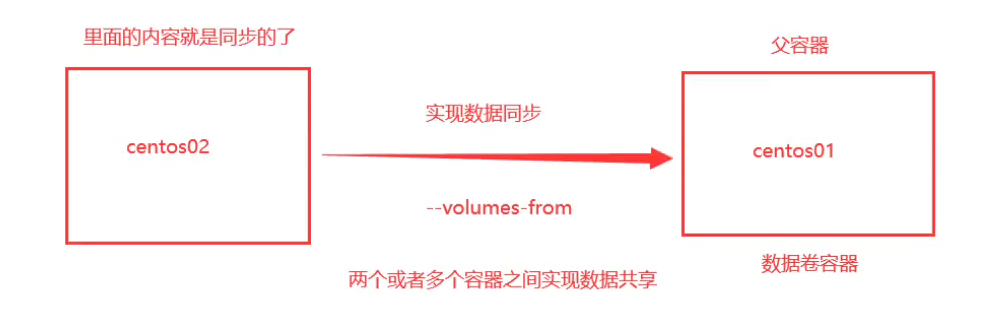 里面的内容就是同步的了
父容器
实现数据同步
centos02
centos01
--volumes-from
数据卷容器
两个或者多个容器之间实现数据共享